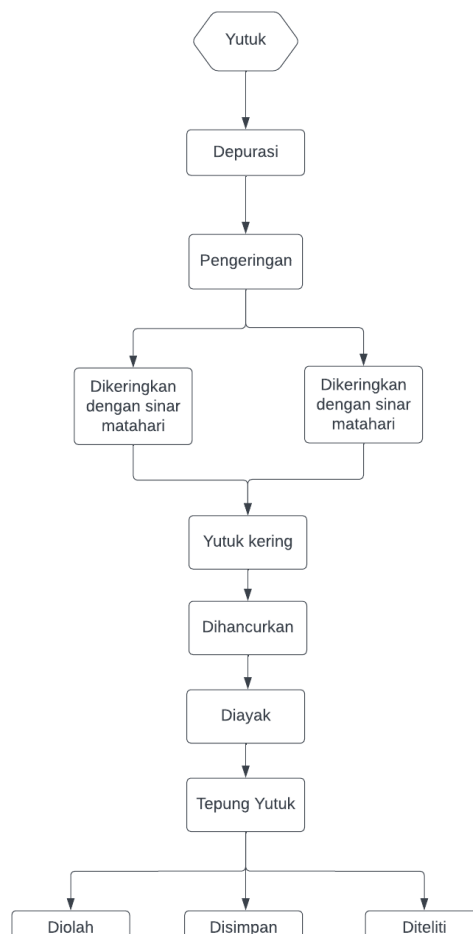 Yutuk
Depurasi
Pengeringan
Dikeringkan
dengan sinar
matahari
Dikeringkan
dengan sinar
matahari
Yutuk kering
Dihancurkan
Diayak
Tepung Yutuk
Diolah
Disimpan
Diteliti